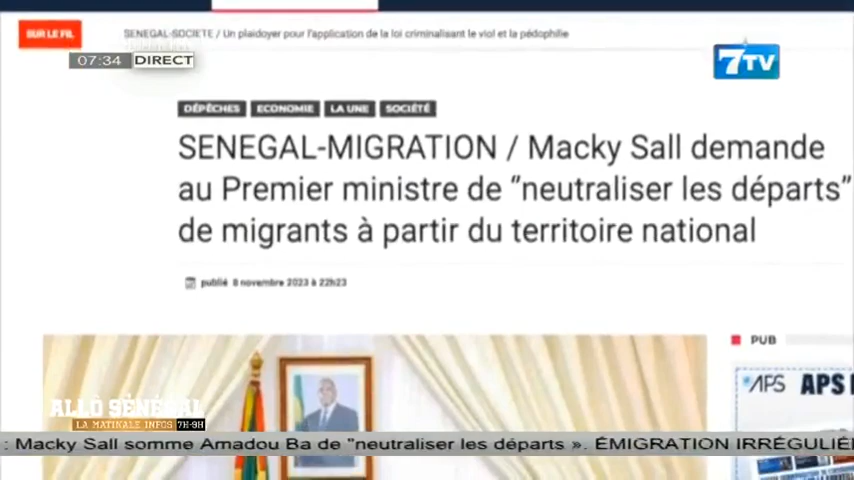 SUR LE FIL
SENEGAL-SOCIETE / Un plaidoyer pour l'application de la loi criminalisant le viol et la pédophilie
07:34 DIRECT
7TV
DÉPÊCHES ECONOMIE LA UNE SOCIÉTÉ
SENEGAL-MIGRATION / Macky Sall demande
au Premier ministre de "neutraliser les départs"
de migrants à partir du territoire national
publié 8 novembre 2023 à 22h23
PUB
APS APS
ALLÔ SÉNÉGAL
LA MATINALE INFOS 7H-9H
: Macky Sall somme Amadou Ba de "neutraliser les départs ». ÉMIGRATION IRRÉGULIÈ